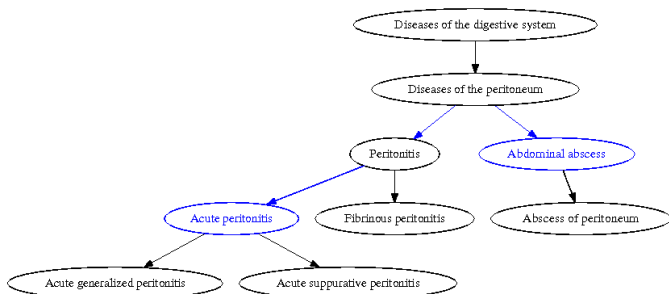 Diseases of the digestive system
Diseases of the peritoneum
Peritonitis
Abdominal abscess
Acute peritonitis
Fibrinous peritonitis
Abscess of peritoneum
Acute generalized peritonitis
Acute suppurative peritonitis